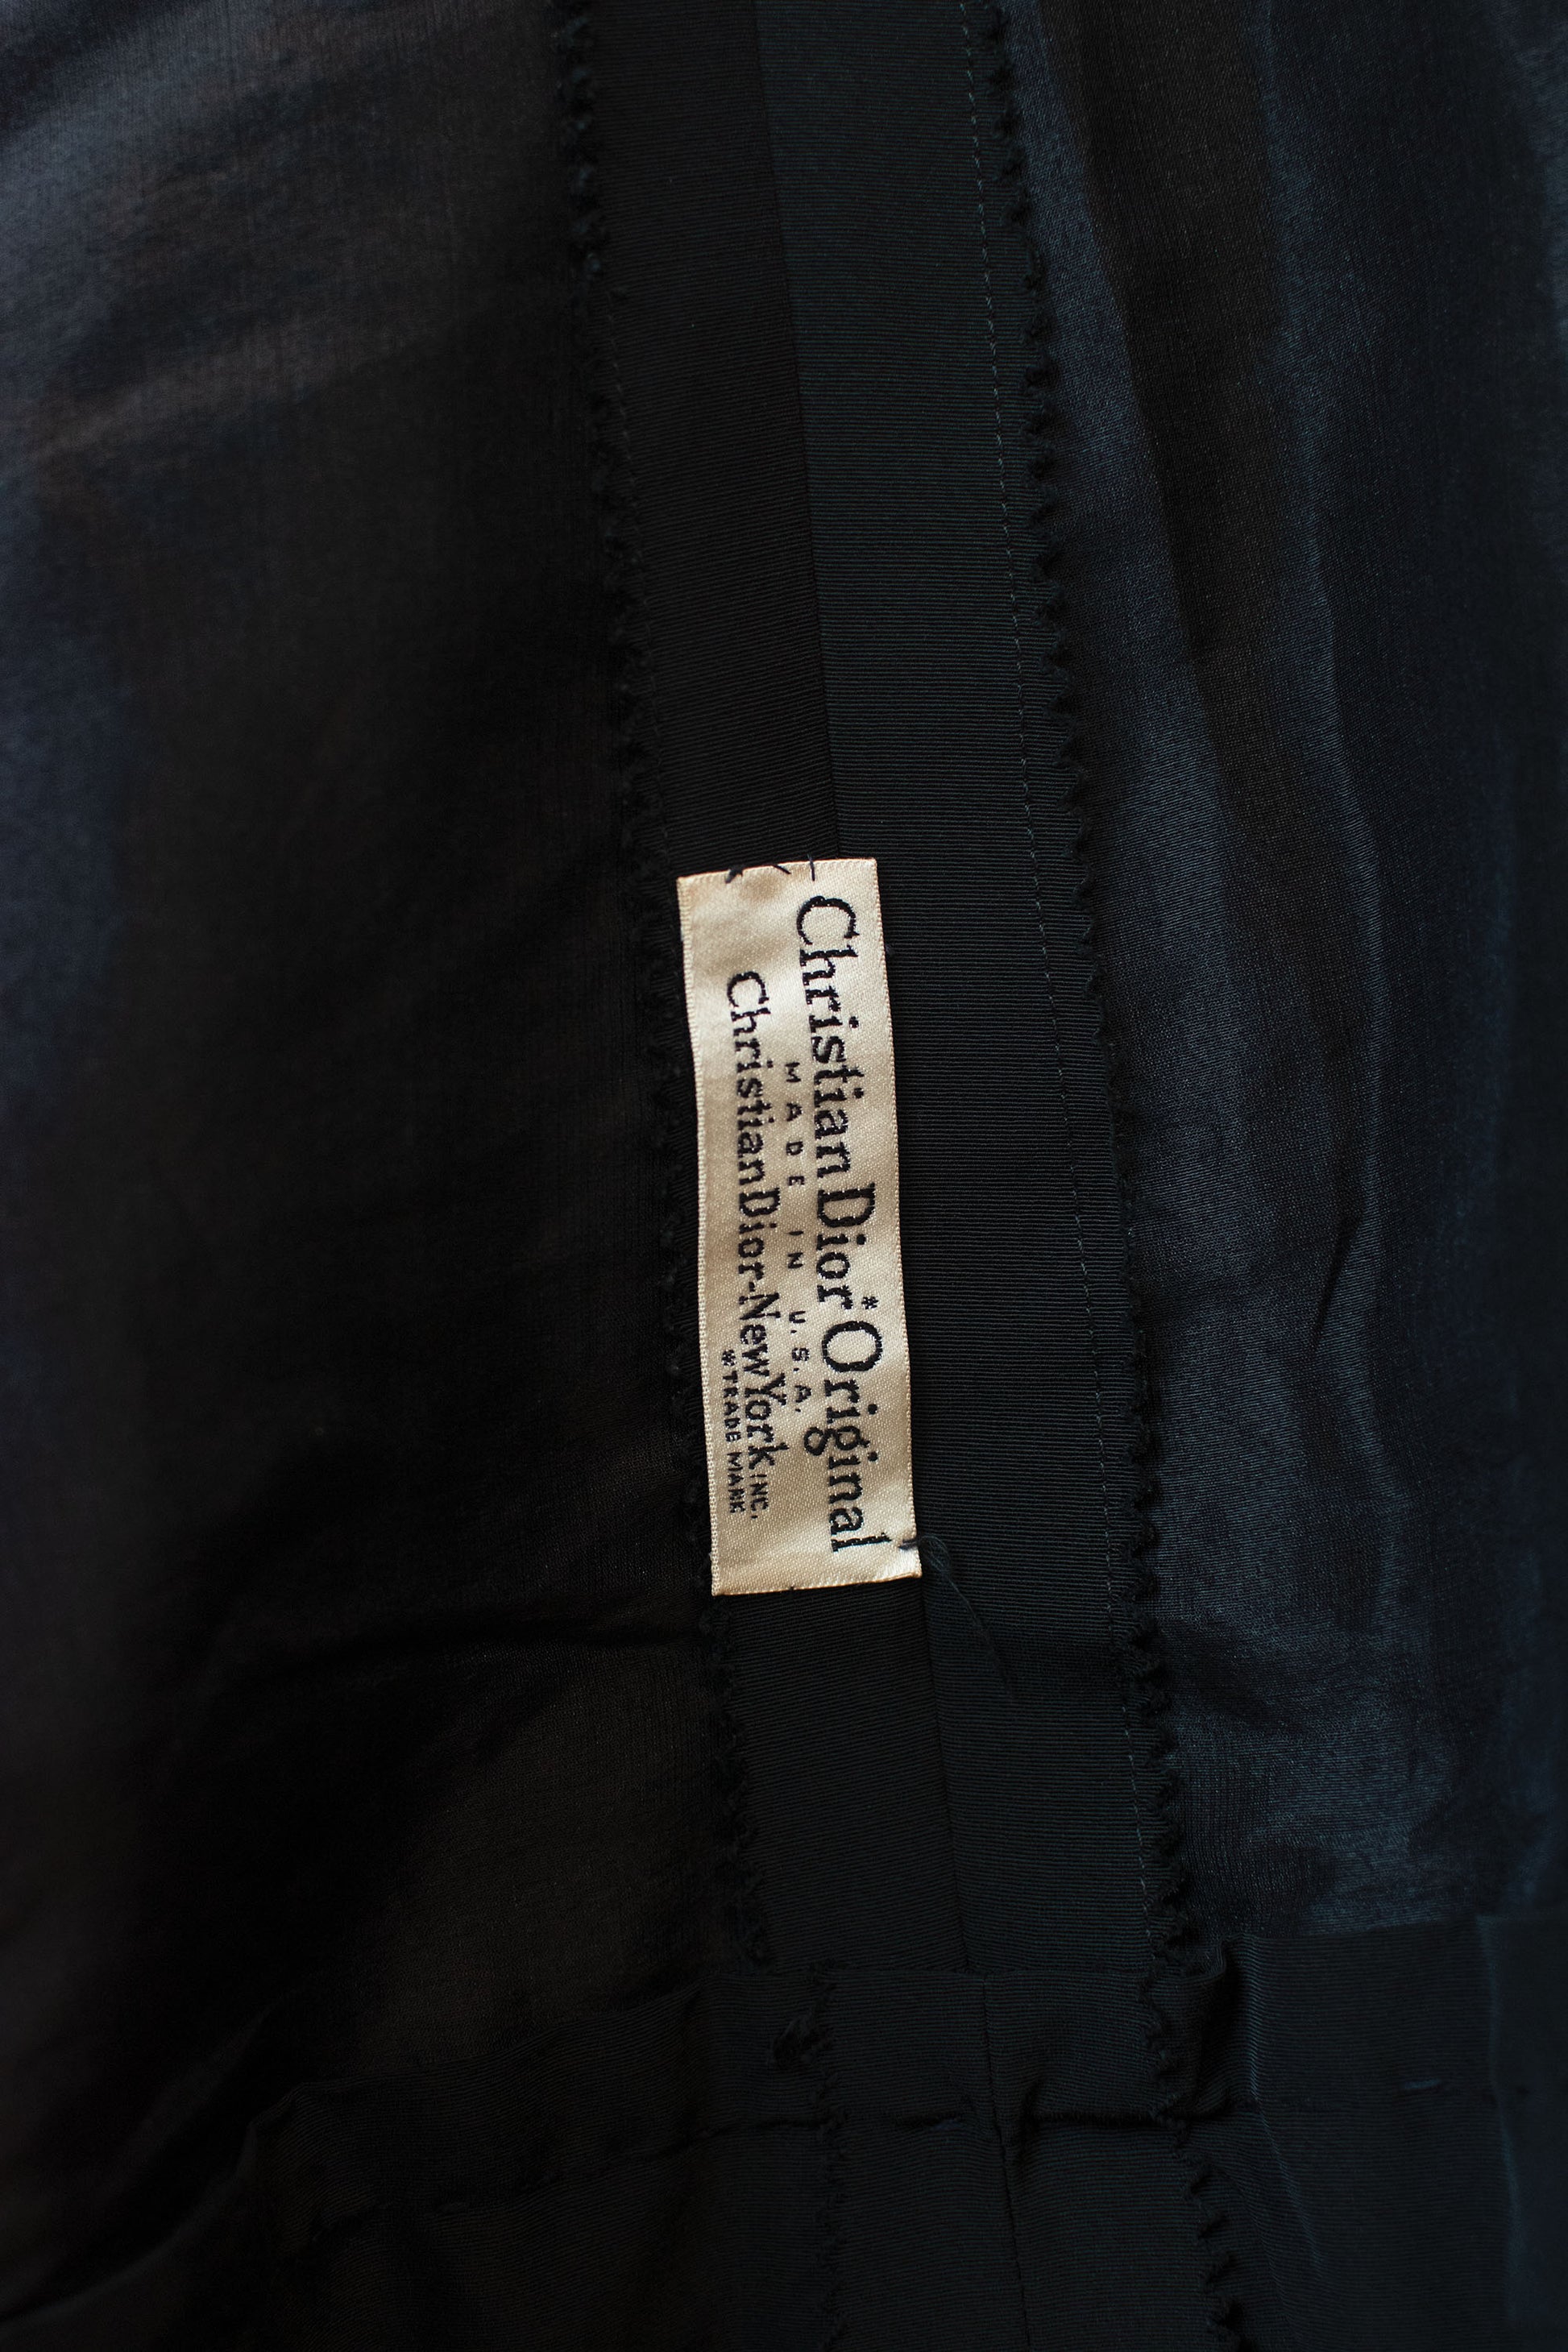 Christian Dior* Original
MADE IN U.S.A.
Christian Dior-New York INC.
*TRADE MARK